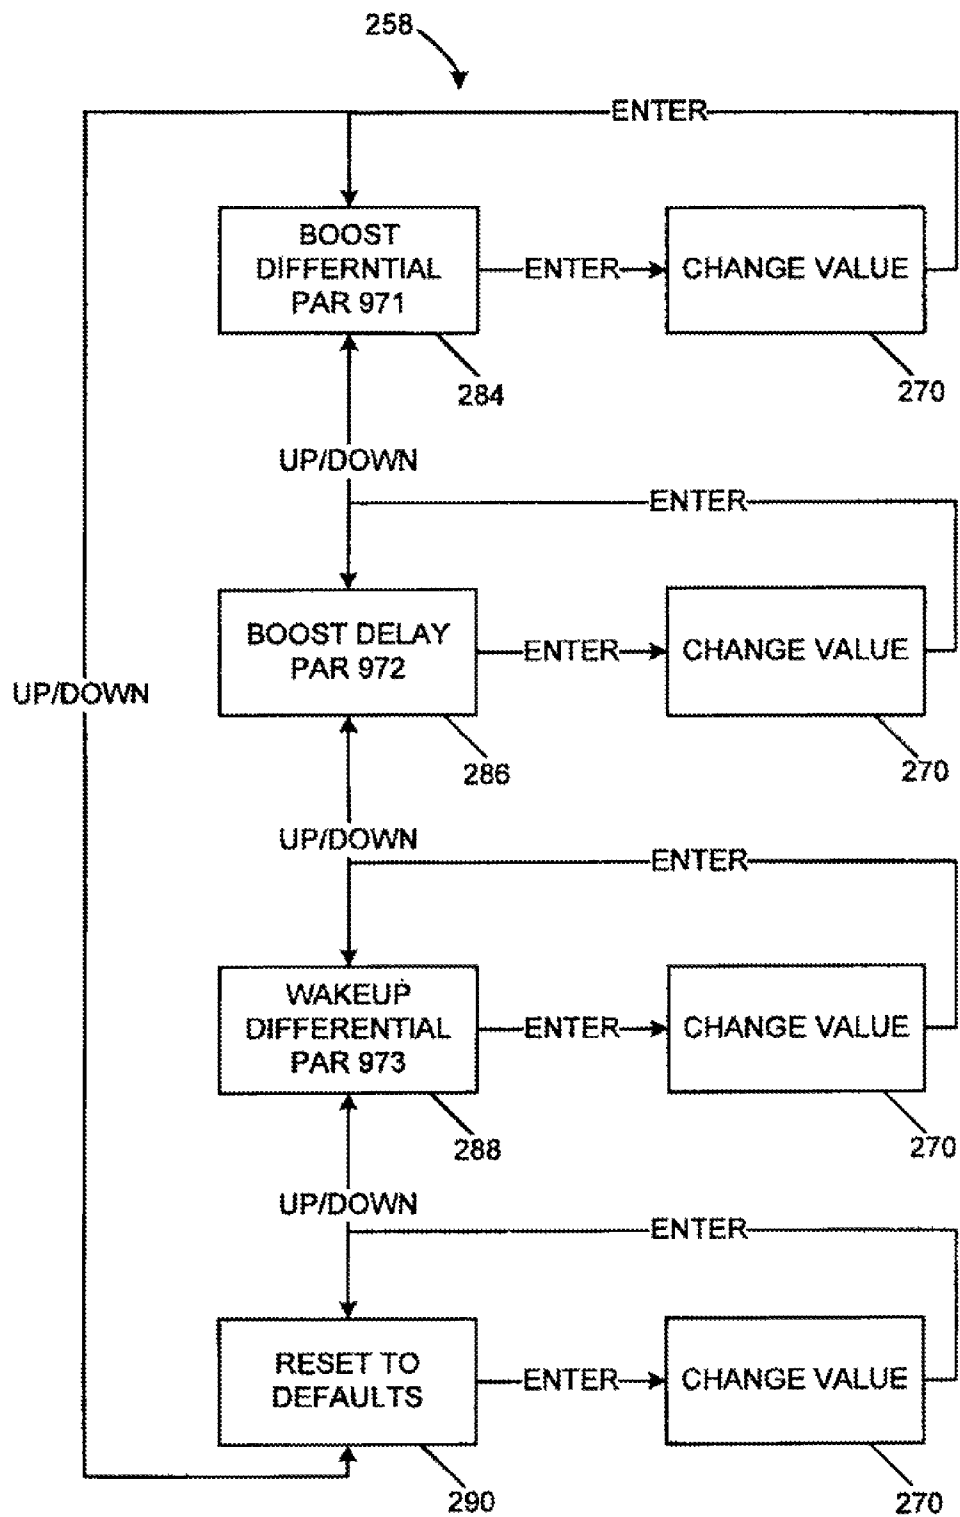 258
ENTER
BOOST
DIFFERNTIAL
PAR 971
ENTER
CHANGE VALUE
284
270
UP/DOWN
ENTER
BOOST DELAY
PAR 972
ENTER
CHANGE VALUE
UP/DOWN
286
270
UP/DOWN
ENTER
WAKEUP
DIFFERENTIAL
PAR 973
ENTER
CHANGE VALUE
288
270
UP/DOWN
ENTER
RESET TO
DEFAULTS
ENTER
CHANGE VALUE
290
270